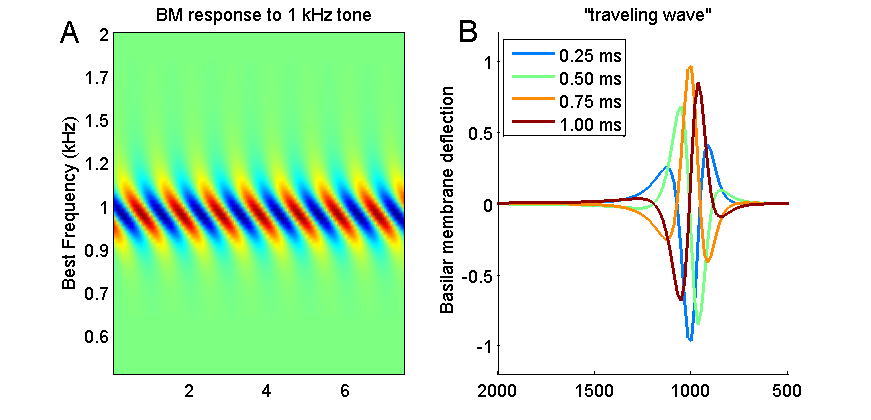 A
BM response to 1 kHz tone
Best Frequency (kHz)
2
1.7
1.5
1.2
1
0.9
0.7
0.6
2 4 6
B
"traveling wave"
Basilar membrane deflection
1
0.5
0
-0.5
-1
0.25 ms
0.50 ms
0.75 ms
1.00 ms
2000 1500 1000 500